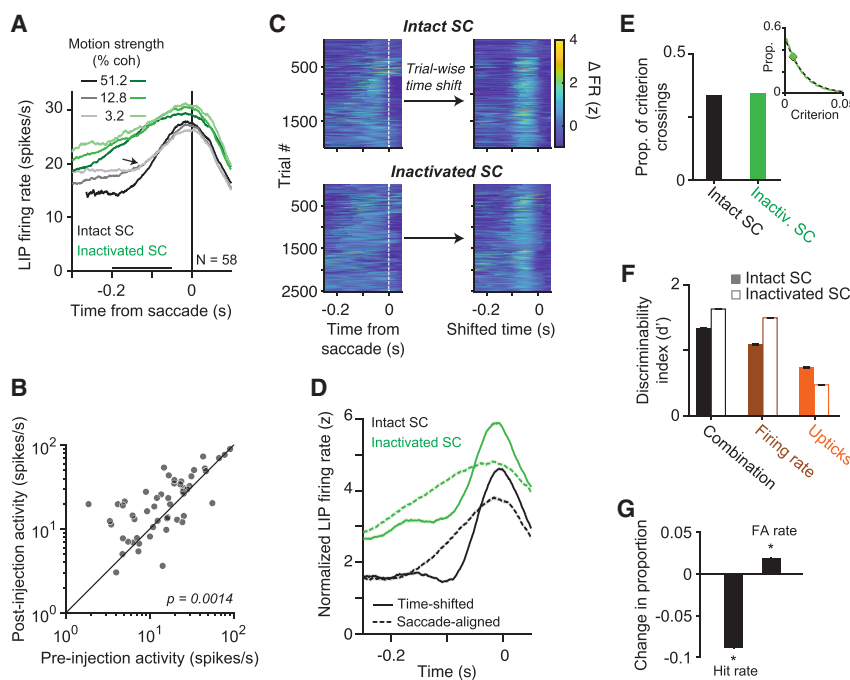 A
Motion strength
(% coh)
51.2
12.8
3.2
LIP firing rate (spikes/s)
30
20
10
0
Intact SC
Inactivated SC
N = 58
-0.2
0
Time from saccade (s)
B
Post-injection activity (spikes/s)
10²
10¹
10⁰
p = 0.0014
10⁰
10¹
10²
Pre-injection activity (spikes/s)
C
Intact SC
Trial #
500
1500
Trial-wise
time shift
4
2
0
Δ FR (z)
Inactivated SC
500
1500
2500
-0.2
0
-0.2
0
Time from
saccade (s)
Shifted time (s)
D
Normalized LIP firing rate (z)
6
4
2
0
Intact SC
Inactivated SC
Time-shifted
Saccade-aligned
-0.2
0
Time (s)
E
Prop. of criterion
crossings
0.5
0
Intact SC
Inactiv. SC
0.6
Prop.
0
0
0.05
Criterion
F
Discriminability
index (d')
2
1
0
Intact SC
Inactivated SC
Combination
Firing rate
Upticks
G
Change in proportion
0.05
0
-0.05
-0.1
FA rate
*
*
Hit rate